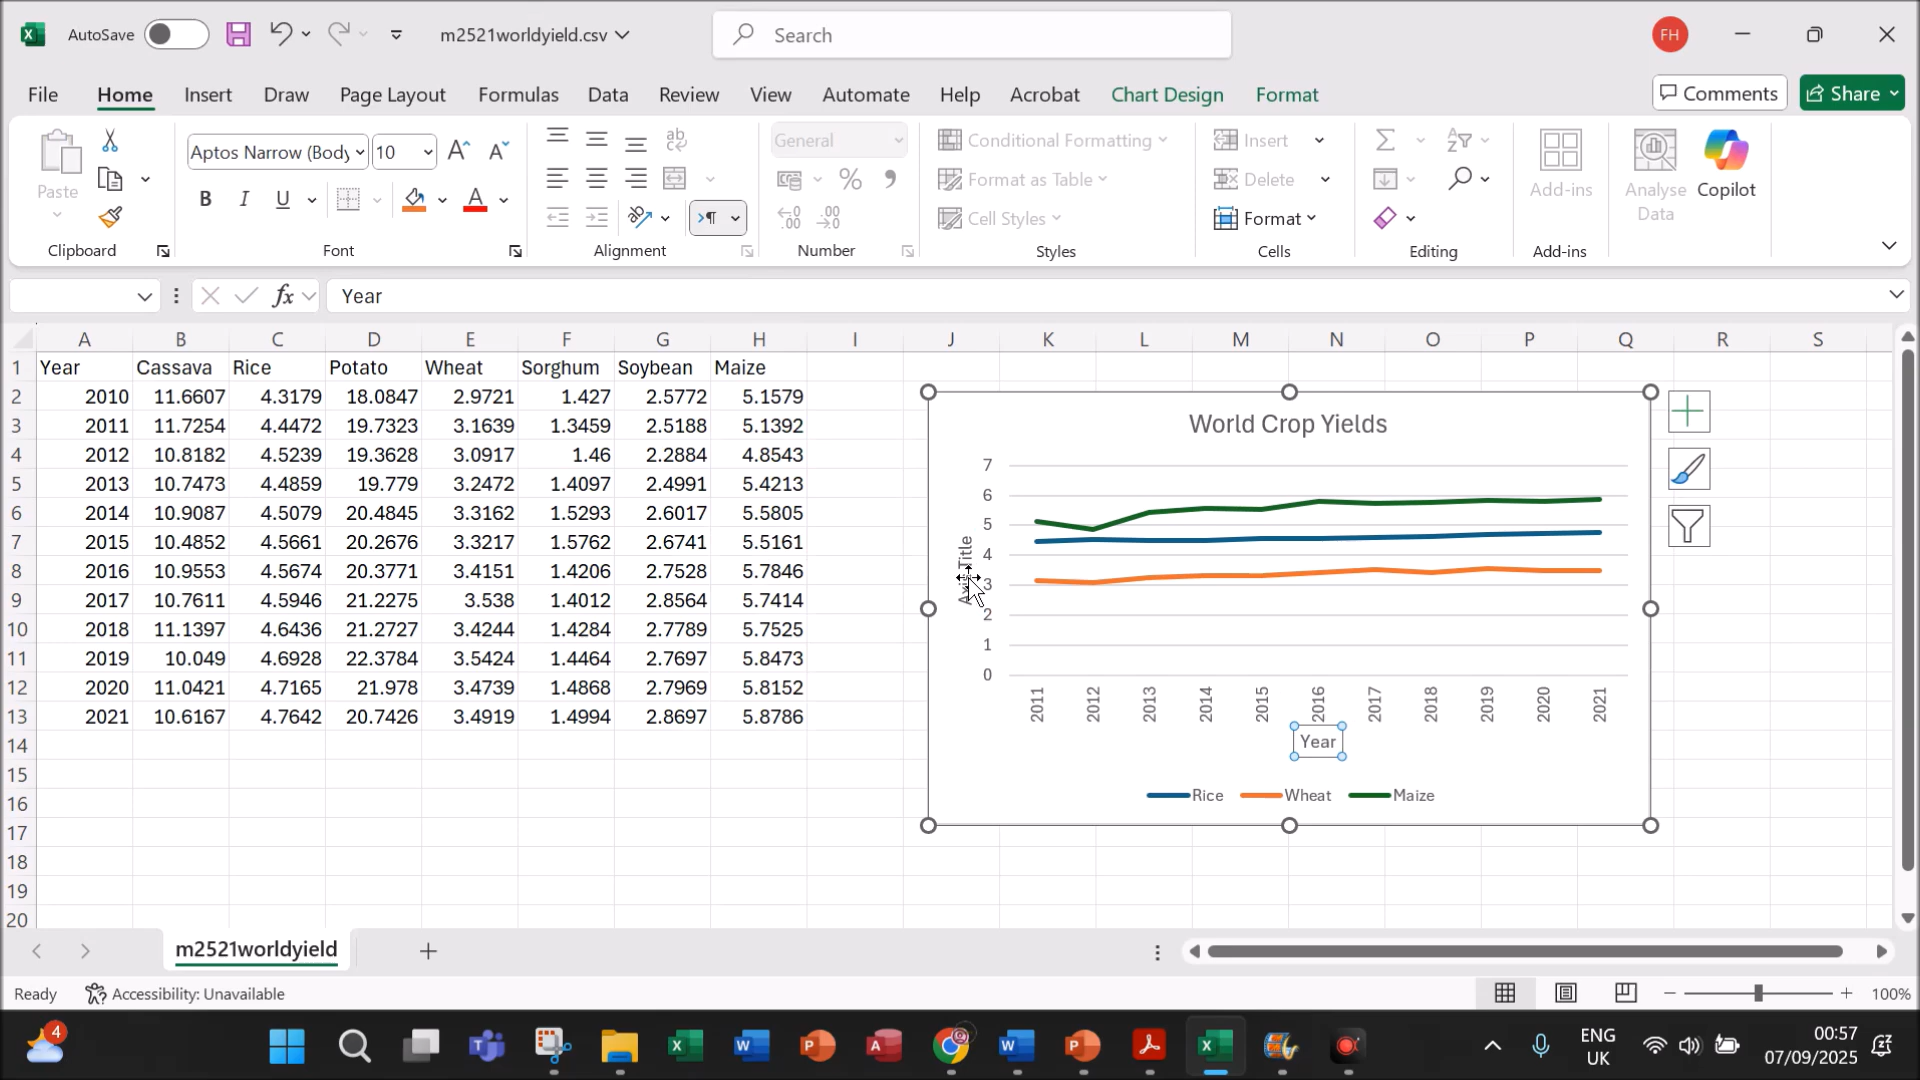 AutoSave
m2521worldyield.csv
Search
FH
File Home Insert Draw Page Layout Formulas Data Review View Automate Help Acrobat Chart Design Format
Comments Share
Paste
Clipboard
Aptos Narrow (Body 10
B I U
Font
Alignment
General
Number
Conditional Formatting
Format as Table
Cell Styles
Styles
Insert
Delete
Format
Cells
Editing
Add-ins
Add-ins
Analyse
Data
Copilot
fx Year
A B C D E F G H I J K L M N O P Q R S
1 Year Cassava Rice Potato Wheat Sorghum Soybean Maize
2 2010 11.6607 4.3179 18.0847 2.9721 1.427 2.5772 5.1579
3 2011 11.7254 4.4472 19.7323 3.1639 1.3459 2.5188 5.1392
4 2012 10.8182 4.5239 19.3628 3.0917 1.46 2.2884 4.8543
5 2013 10.7473 4.4859 19.779 3.2472 1.4097 2.4991 5.4213
6 2014 10.9087 4.5079 20.4845 3.3162 1.5293 2.6017 5.5805
7 2015 10.4852 4.5661 20.2676 3.3217 1.5762 2.6741 5.5161
8 2016 10.9553 4.5674 20.3771 3.4151 1.4206 2.7528 5.7846
9 2017 10.7611 4.5946 21.2275 3.538 1.4012 2.8564 5.7414
10 2018 11.1397 4.6436 21.2727 3.4244 1.4284 2.7789 5.7525
11 2019 10.049 4.6928 22.3784 3.5424 1.4464 2.7697 5.8473
12 2020 11.0421 4.7165 21.978 3.4739 1.4868 2.7969 5.8152
13 2021 10.6167 4.7642 20.7426 3.4919 1.4994 2.8697 5.8786
14
15
16
17
18
19
20
World Crop Yields
7
6
5
4
3
2
1
0
Axis Title
2011 2012 2013 2014 2015 2016 2017 2018 2019 2020 2021
Year
Rice Wheat Maize
m2521worldyield
Ready
Accessibility: Unavailable
100%
4
ENG
UK
00:57
07/09/2025